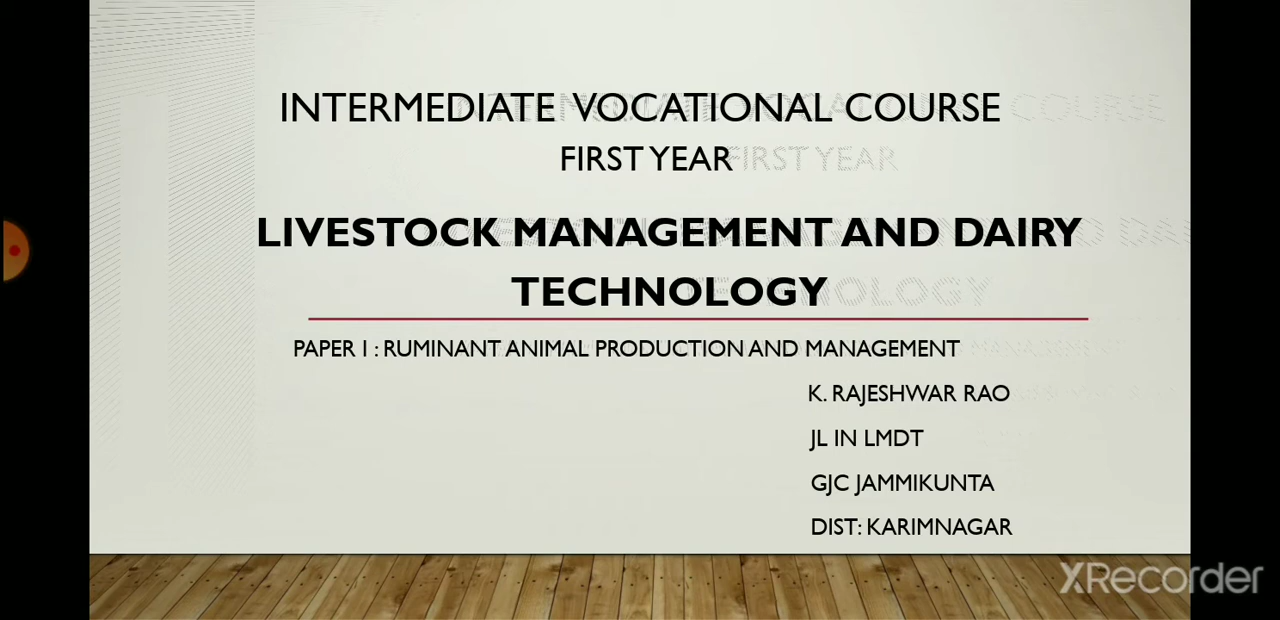 INTERMEDIATE VOCATIONAL COURSE
FIRST YEAR
LIVESTOCK MANAGEMENT AND DAIRY
TECHNOLOGY
PAPER I : RUMINANT ANIMAL PRODUCTION AND MANAGEMENT
K. RAJESHWAR RAO
JL IN LMDT
GJC JAMMIKUNTA
DIST: KARIMNAGAR
XRecorder